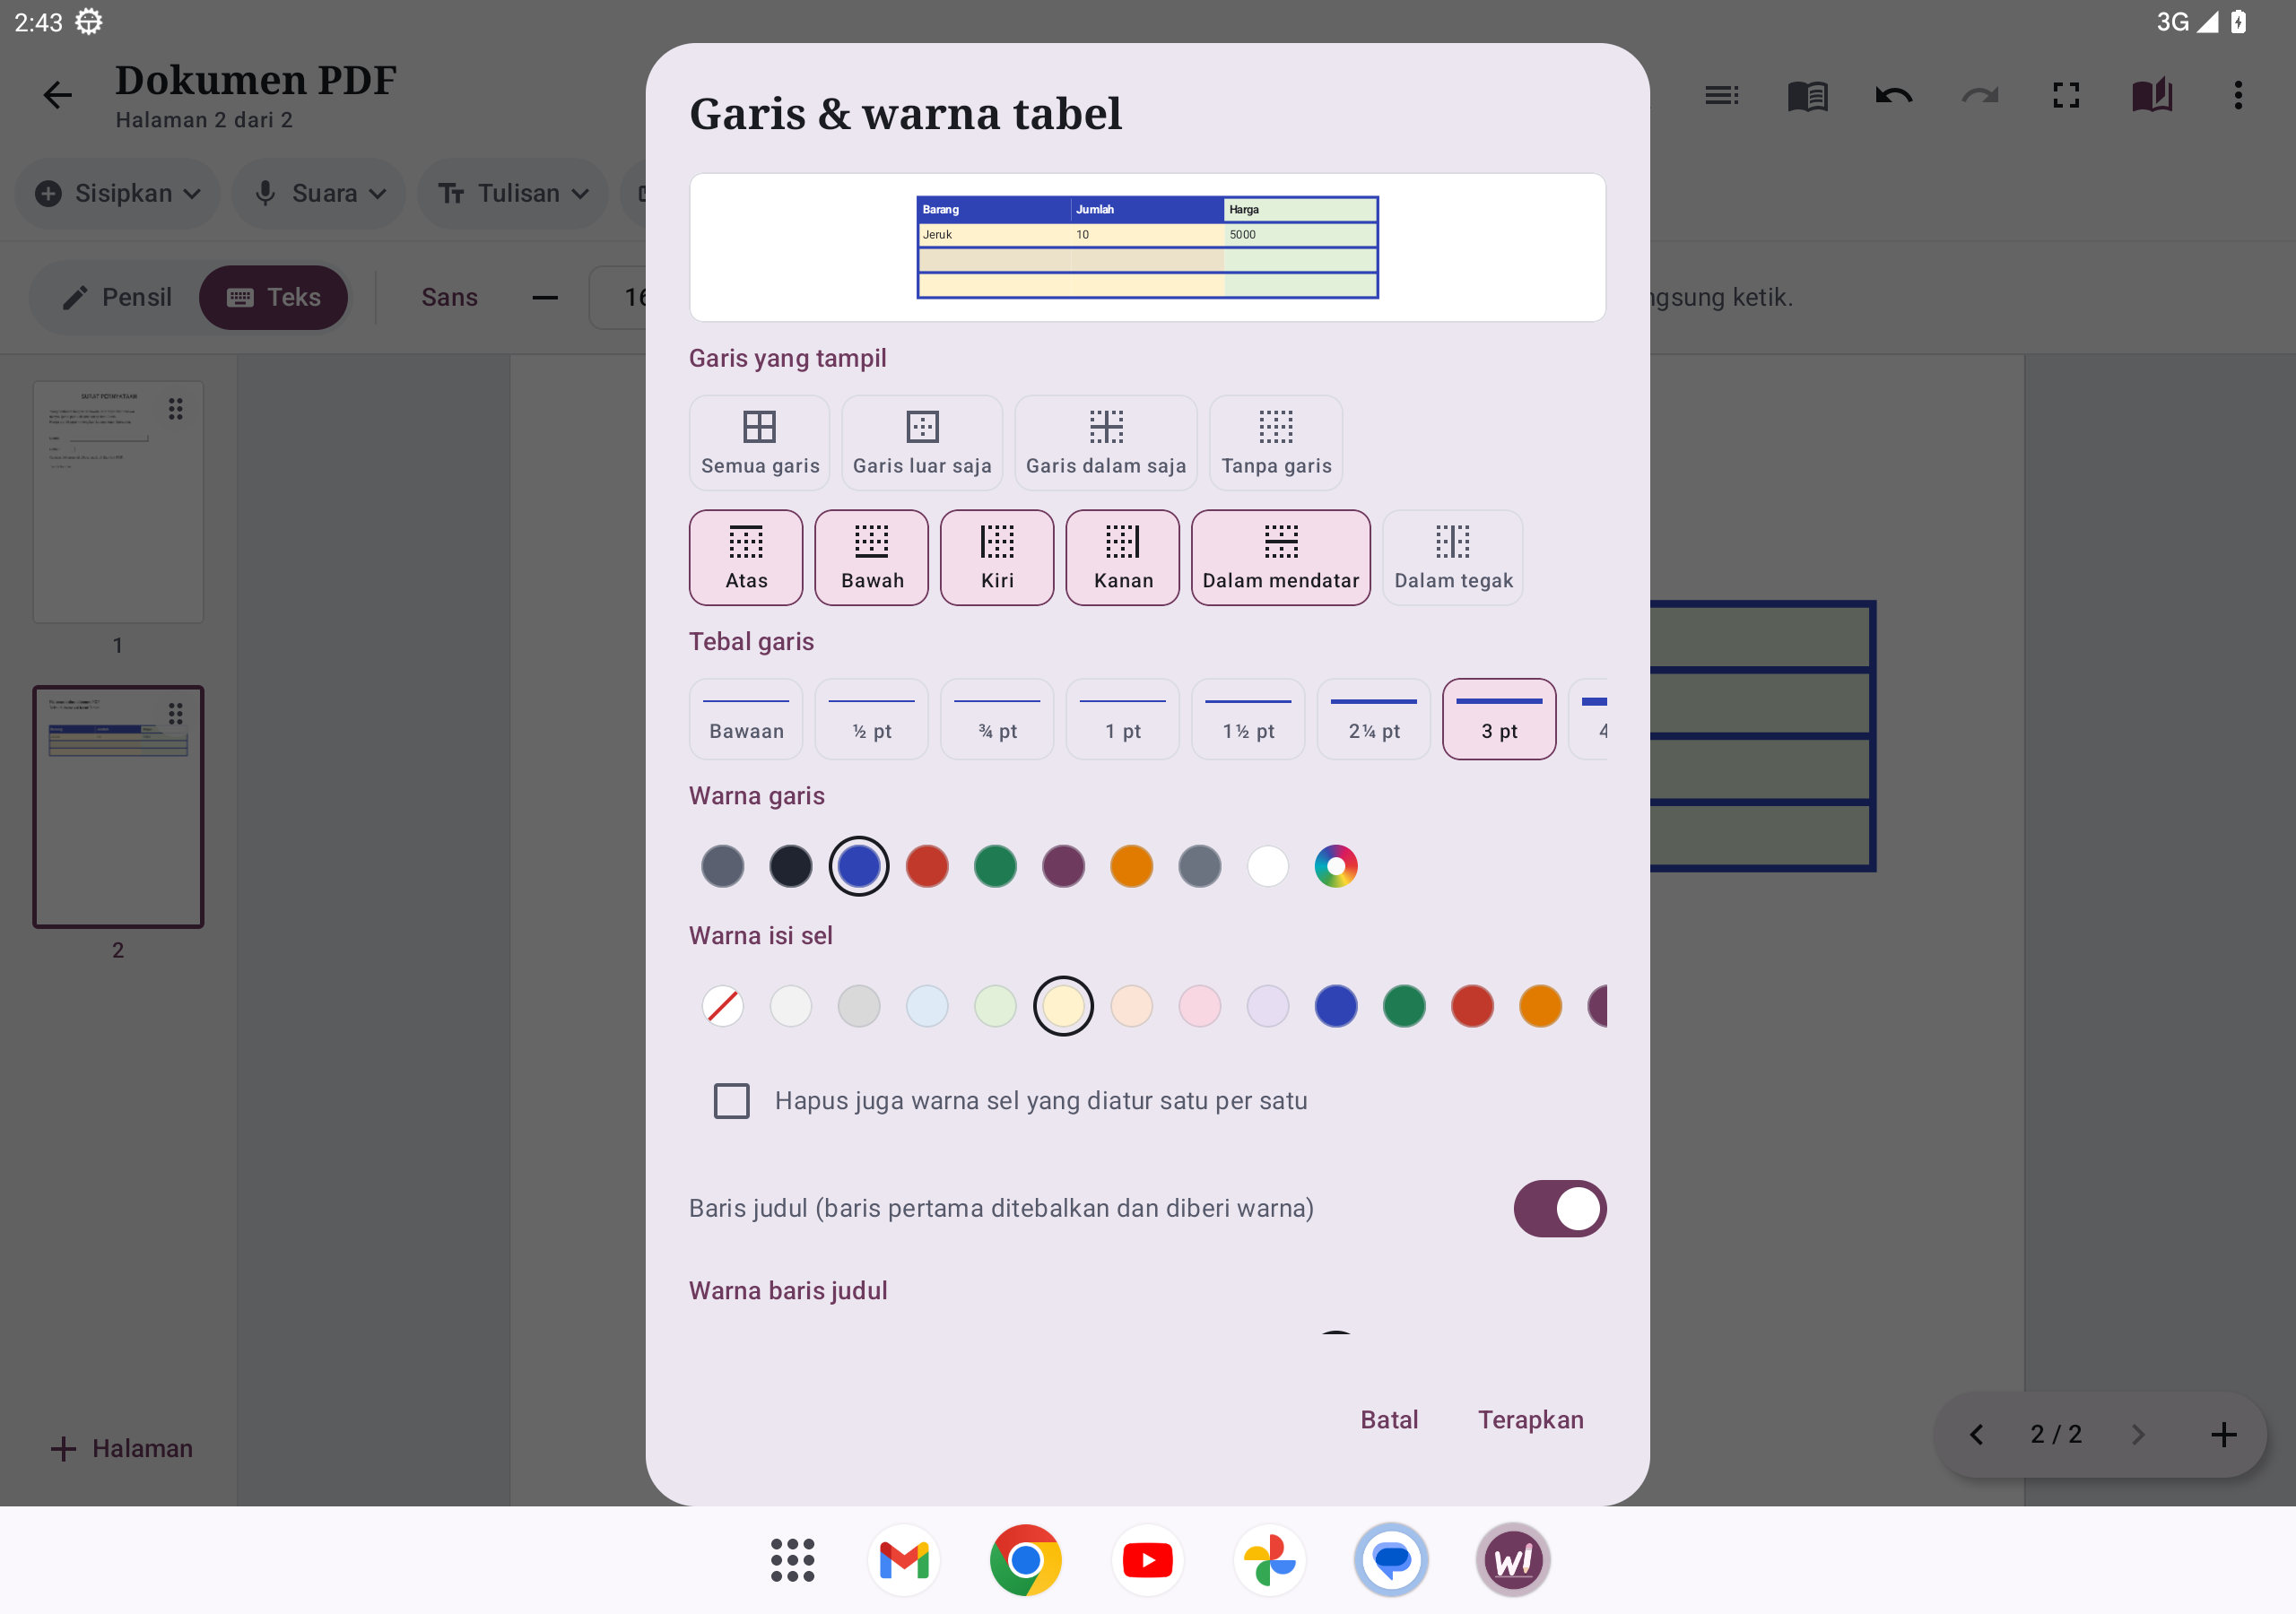 2:43
3G
Dokumen PDF
Halaman 2 dari 2
Sisipkan
Suara
Tulisan
Pensil
Teks
Sans
ngsung ketik.
SURAT PERNYATAAN
1
2
Halaman
2 / 2
Garis & warna tabel
Barang Jumlah Harga
Jeruk 10 5000
Garis yang tampil
Semua garis Garis luar saja Garis dalam saja Tanpa garis
Atas Bawah Kiri Kanan Dalam mendatar Dalam tegak
Tebal garis
Bawaan ½ pt ¾ pt 1 pt 1½ pt 2¼ pt 3 pt 4
Warna garis
Warna isi sel
Hapus juga warna sel yang diatur satu per satu
Baris judul (baris pertama ditebalkan dan diberi warna)
Warna baris judul
Batal Terapkan